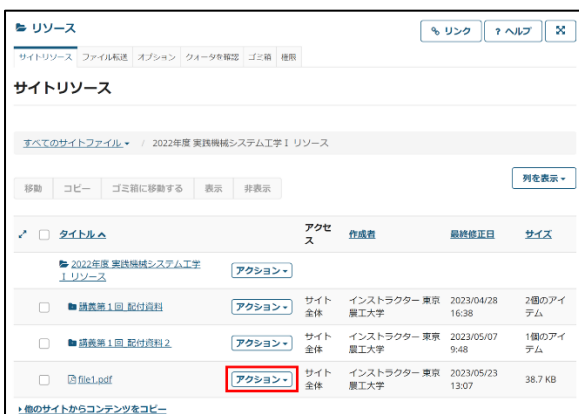 リソース
リンク
? ヘルプ
サイトリソース ファイル転送 オプション クォータを確認 ゴミ箱 権限
サイトリソース
すべてのサイトファイル / 2022年度 実践機械システム工学Ⅰ リソース
列を表示
移動 コピー ゴミ箱に移動する 表示 非表示
タイトル アクセス 作成者 最終修正日 サイズ
2022年度 実践機械システム工学
Ⅰ リソース
アクション
講義第1回_配付資料 アクション サイト全体 インストラクター 東京農工大学 2023/04/28 16:38 2個のアイテム
講義第1回_配付資料2 アクション サイト全体 インストラクター 東京農工大学 2023/05/07 9:48 1個のアイテム
file1.pdf アクション サイト全体 インストラクター 東京農工大学 2023/05/23 13:07 38.7 KB
他のサイトからコンテンツをコピー